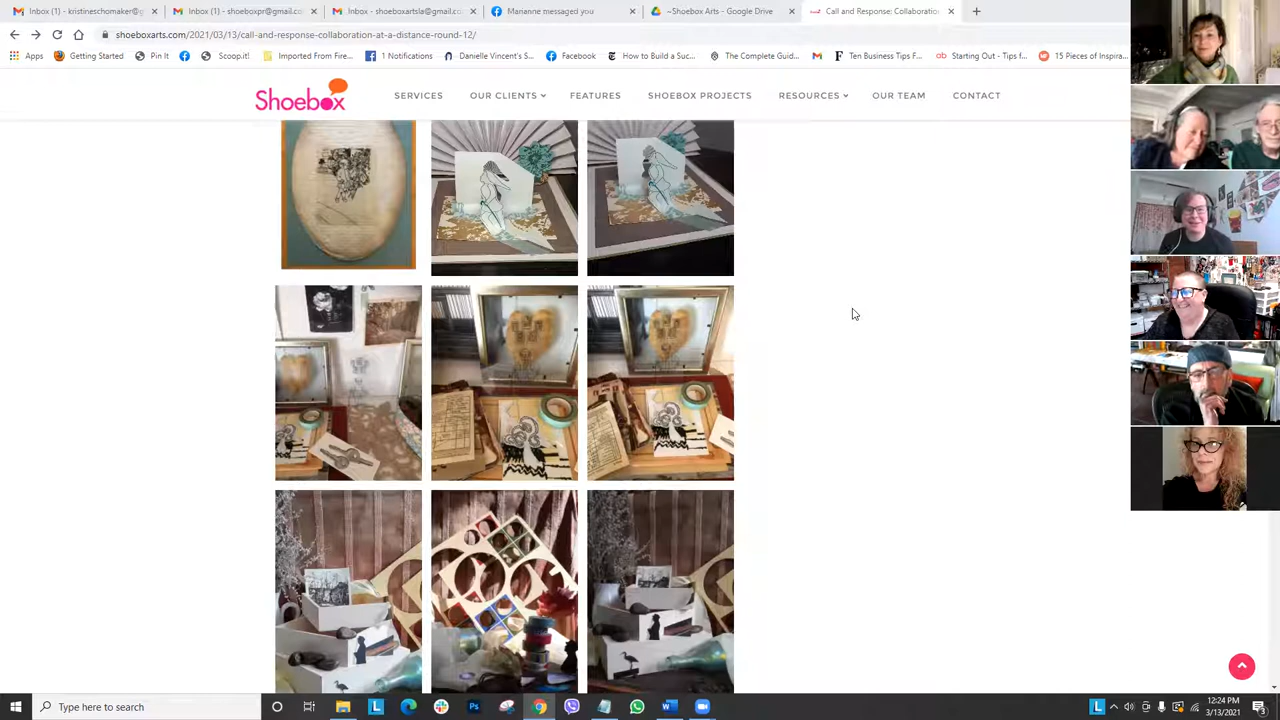 Inbox (1) - kristineschomaker@g
Inbox (1) - shoeboxpr@gmail.co
Inbox - shoeboxartsla@gmail.co
Marianne messaged you
~Shoebox Arts - Google Drive
Call and Response: Collaboratio
shoeboxarts.com/2021/03/13/call-and-response-collaboration-at-a-distance-round-12/
Apps
Getting Started
Pin It
Scoop.it!
Imported From Fire...
1 Notifications
Danielle Vincent's S...
Facebook
How to Build a Suc...
The Complete Guid...
Ten Business Tips F...
Starting Out - Tips f...
15 Pieces of Inspira...
Shoebox
SERVICES
OUR CLIENTS
FEATURES
SHOEBOX PROJECTS
RESOURCES
OUR TEAM
CONTACT
Type here to search
12:24 PM
3/13/2021